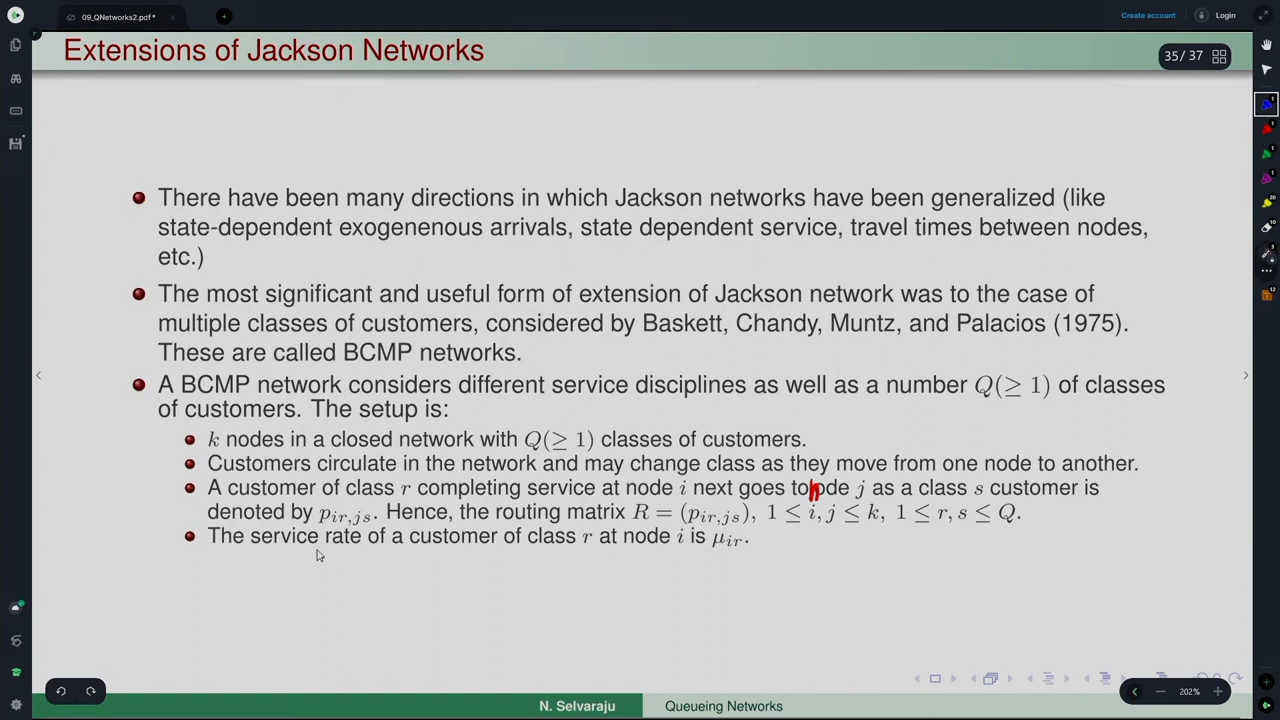 09_QNetworks2.pdf*
Create account
Login
Extensions of Jackson Networks
35/ 37
There have been many directions in which Jackson networks have been generalized (like
state-dependent exogenenous arrivals, state dependent service, travel times between nodes,
etc.)
The most significant and useful form of extension of Jackson network was to the case of
multiple classes of customers, considered by Baskett, Chandy, Muntz, and Palacios (1975).
These are called BCMP networks.
A BCMP network considers different service disciplines as well as a number Q(≥ 1) of classes
of customers. The setup is:
k nodes in a closed network with Q(≥ 1) classes of customers.
Customers circulate in the network and may change class as they move from one node to another.
A customer of class r completing service at node i next goes to node j as a class s customer is
denoted by p_{ir,js}. Hence, the routing matrix R = (p_{ir,js}), 1 ≤ i, j ≤ k, 1 ≤ r, s ≤ Q.
The service rate of a customer of class r at node i is μ_{ir}.
N. Selvaraju
Queueing Networks
202%